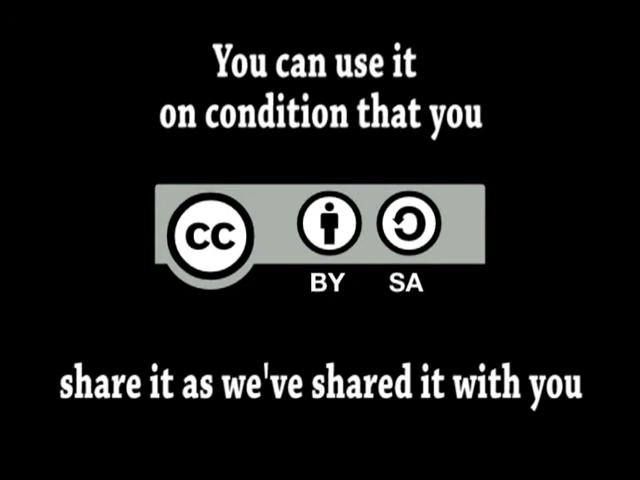 You can use it
on condition that you
cc
BY SA
share it as we've shared it with you